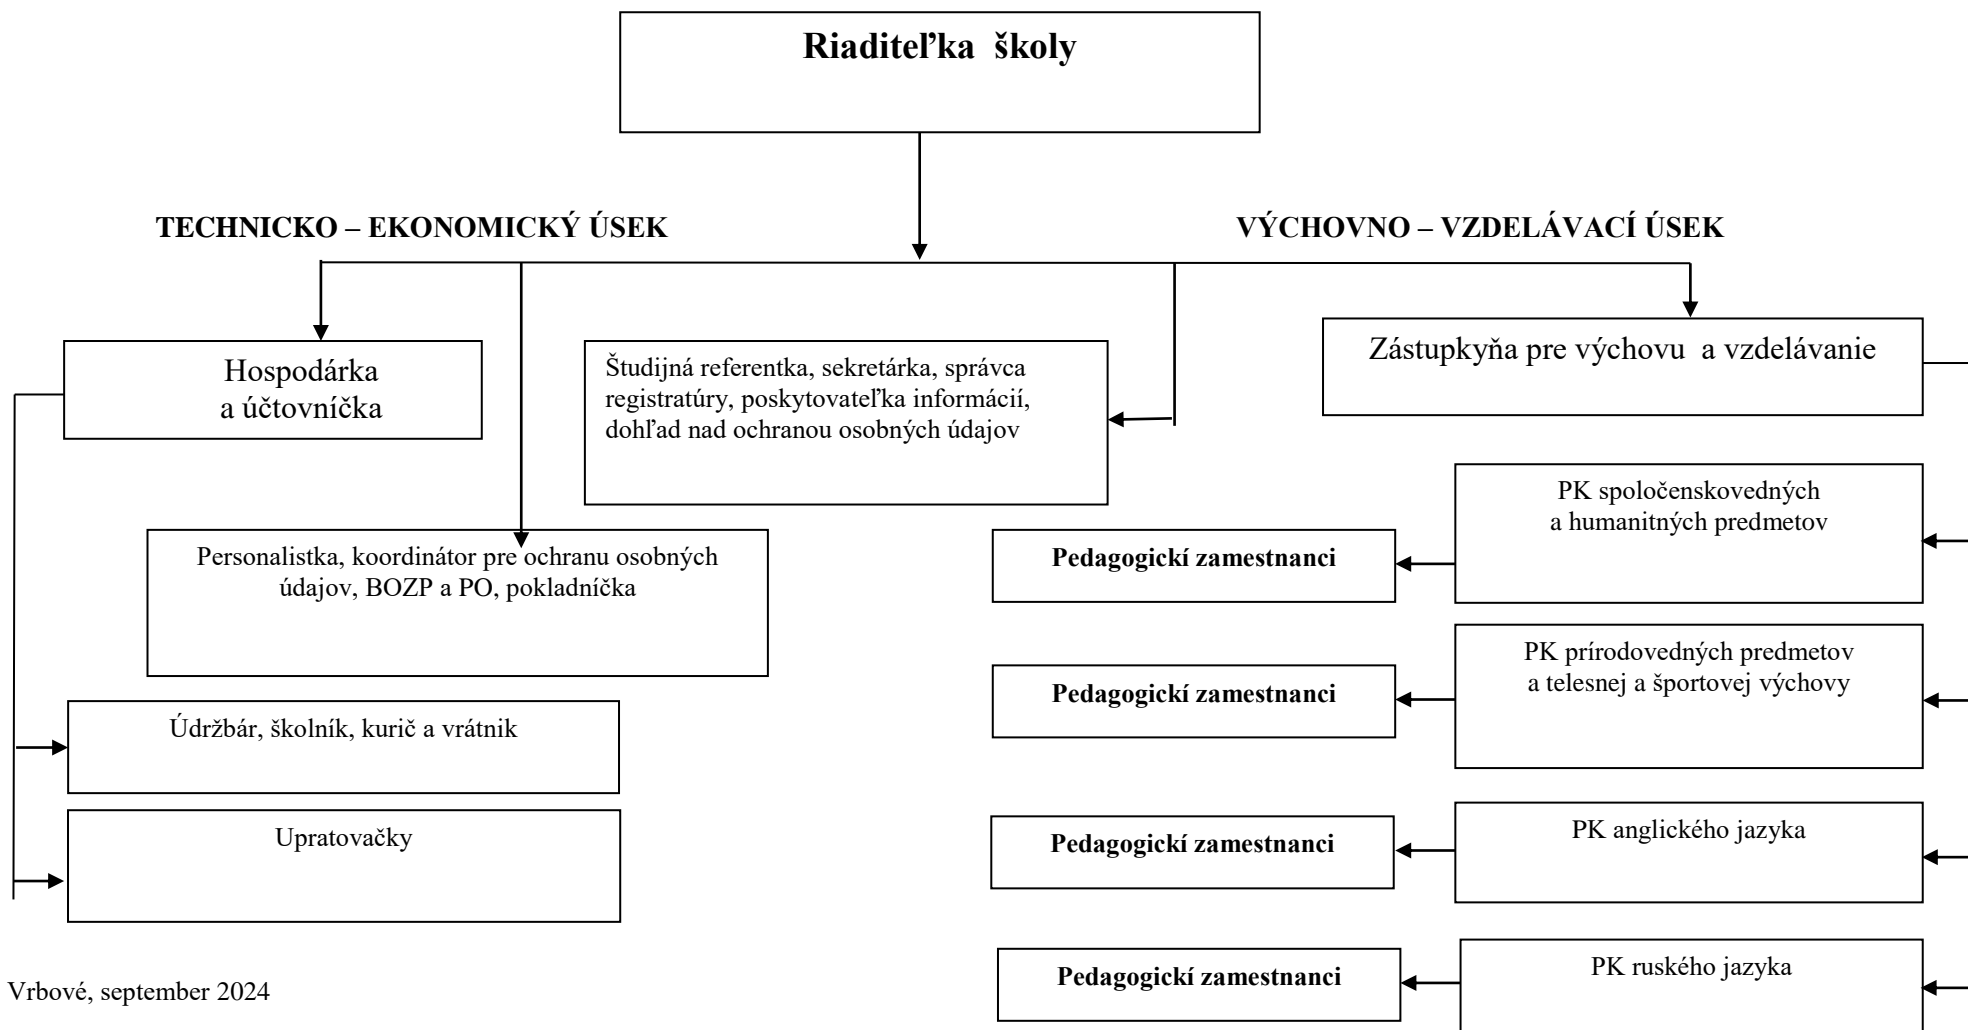 Riaditeľka školy
TECHNICKO – EKONOMICKÝ ÚSEK
VÝCHOVNO – VZDELÁVACÍ ÚSEK
Hospodárka
a účtovníčka
Študijná referentka, sekretárka, správca
registratúry, poskytovateľka informácií,
dohľad nad ochranou osobných údajov
Zástupkyňa pre výchovu a vzdelávanie
Personalistka, koordinátor pre ochranu osobných
údajov, BOZP a PO, pokladníčka
PK spoločenskovedných
a humanitných predmetov
Pedagogickí zamestnanci
PK prírodovedných predmetov
a telesnej a športovej výchovy
Pedagogickí zamestnanci
Údržbár, školník, kurič a vrátnik
Upratovačky
PK anglického jazyka
Pedagogickí zamestnanci
PK ruského jazyka
Pedagogickí zamestnanci
Vrbové, september 2024